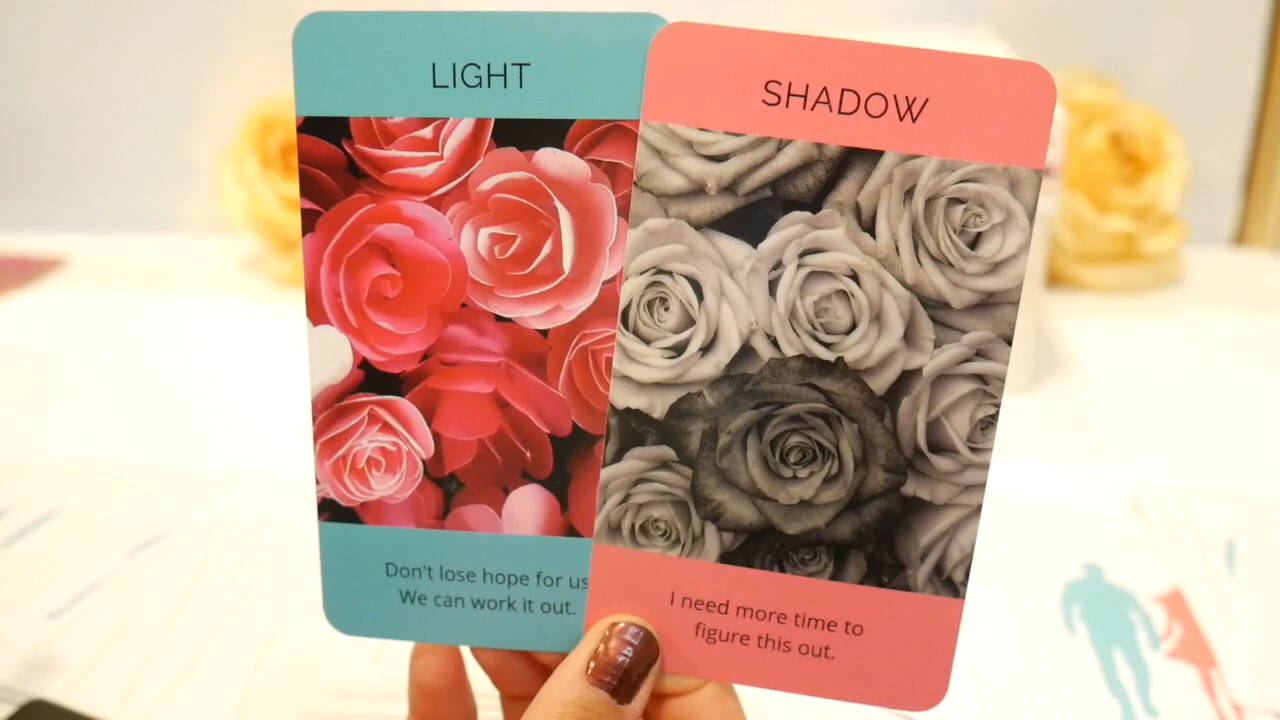 LIGHT
Don't lose hope for us
We can work it out.
SHADOW
I need more time to
figure this out.